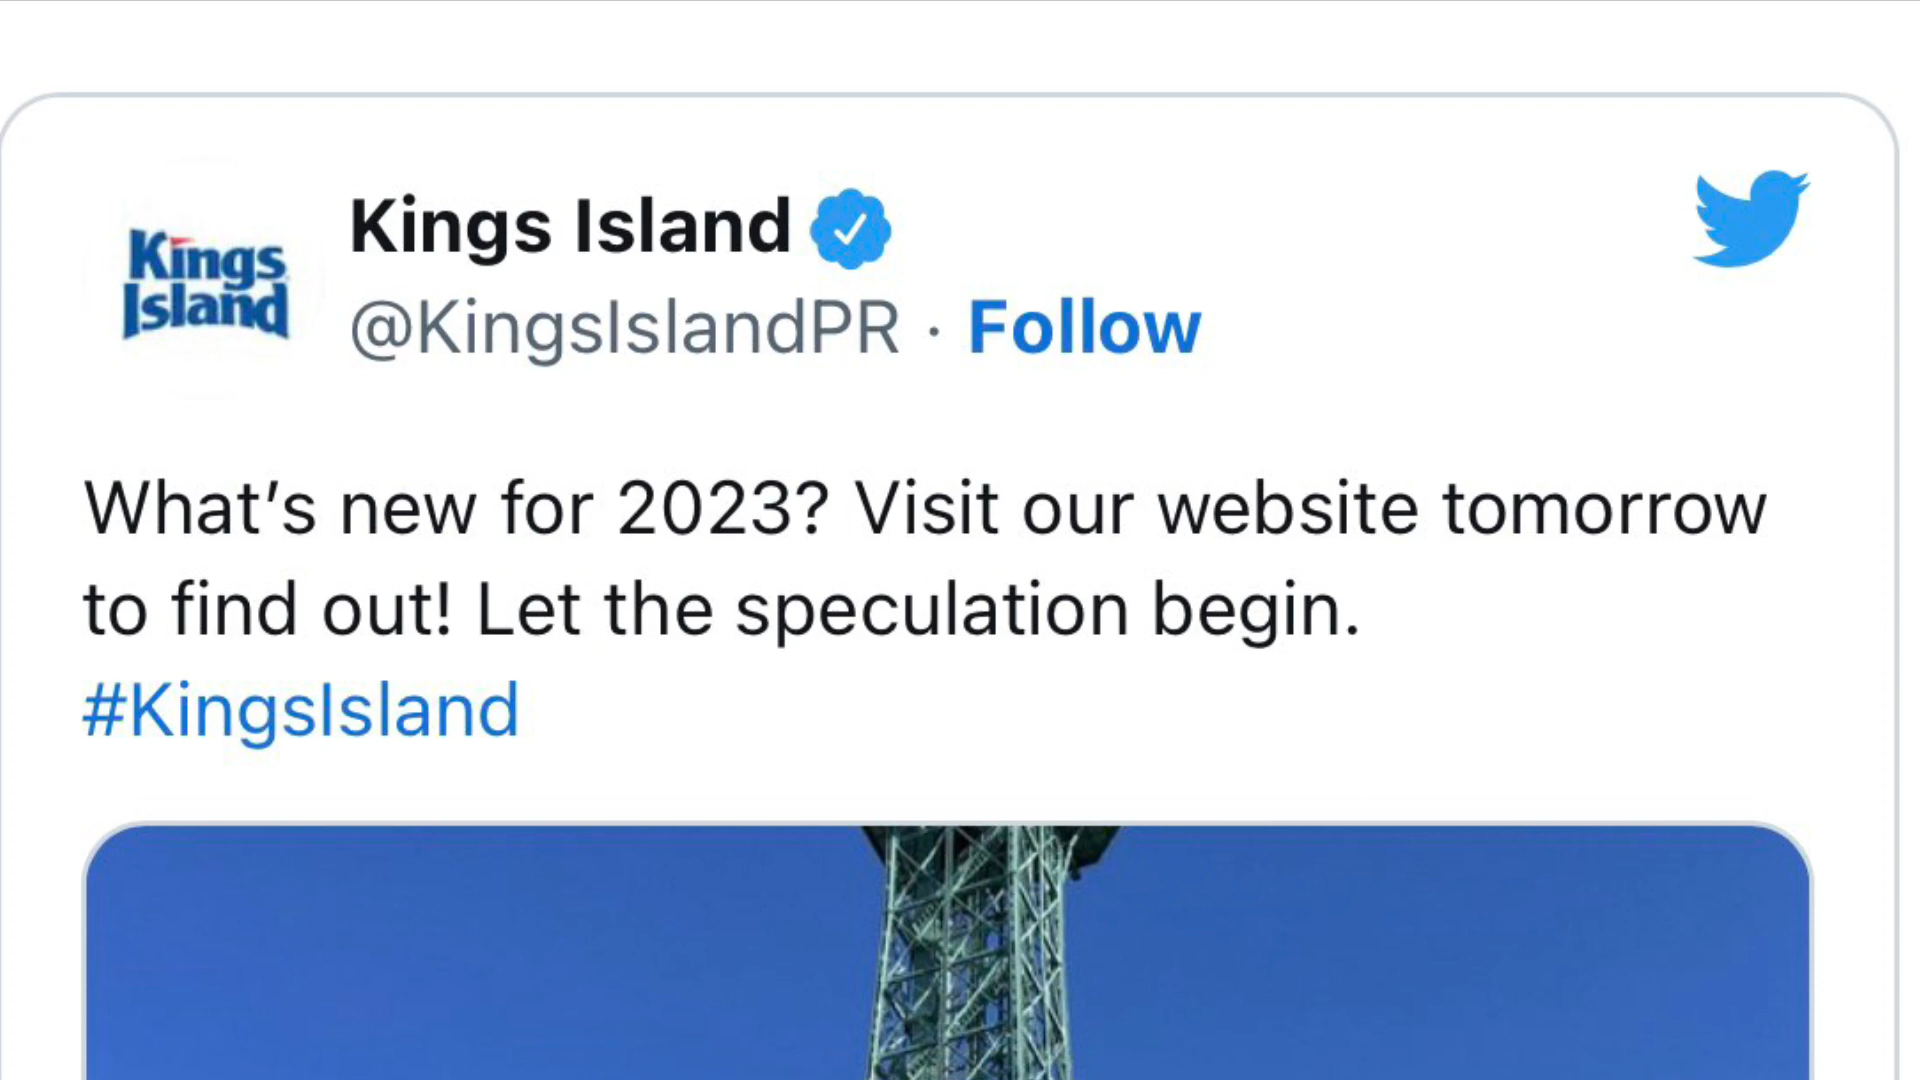 Kings
Island
Kings Island
@KingsIslandPR · Follow
What’s new for 2023? Visit our website tomorrow
to find out! Let the speculation begin.
#KingsIsland